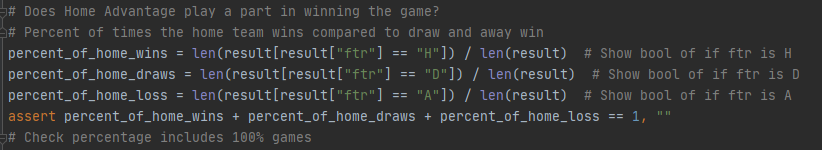 # Does Home Advantage play a part in winning the game?
# Percent of times the home team wins compared to draw and away win
percent_of_home_wins = len(result[result["ftr"] == "H"]) / len(result)  # Show bool of if ftr is H
percent_of_home_draws = len(result[result["ftr"] == "D"]) / len(result)  # Show bool of if ftr is D
percent_of_home_loss = len(result[result["ftr"] == "A"]) / len(result)  # Show bool of if ftr is A
assert percent_of_home_wins + percent_of_home_draws + percent_of_home_loss == 1, ""
# Check percentage includes 100% games